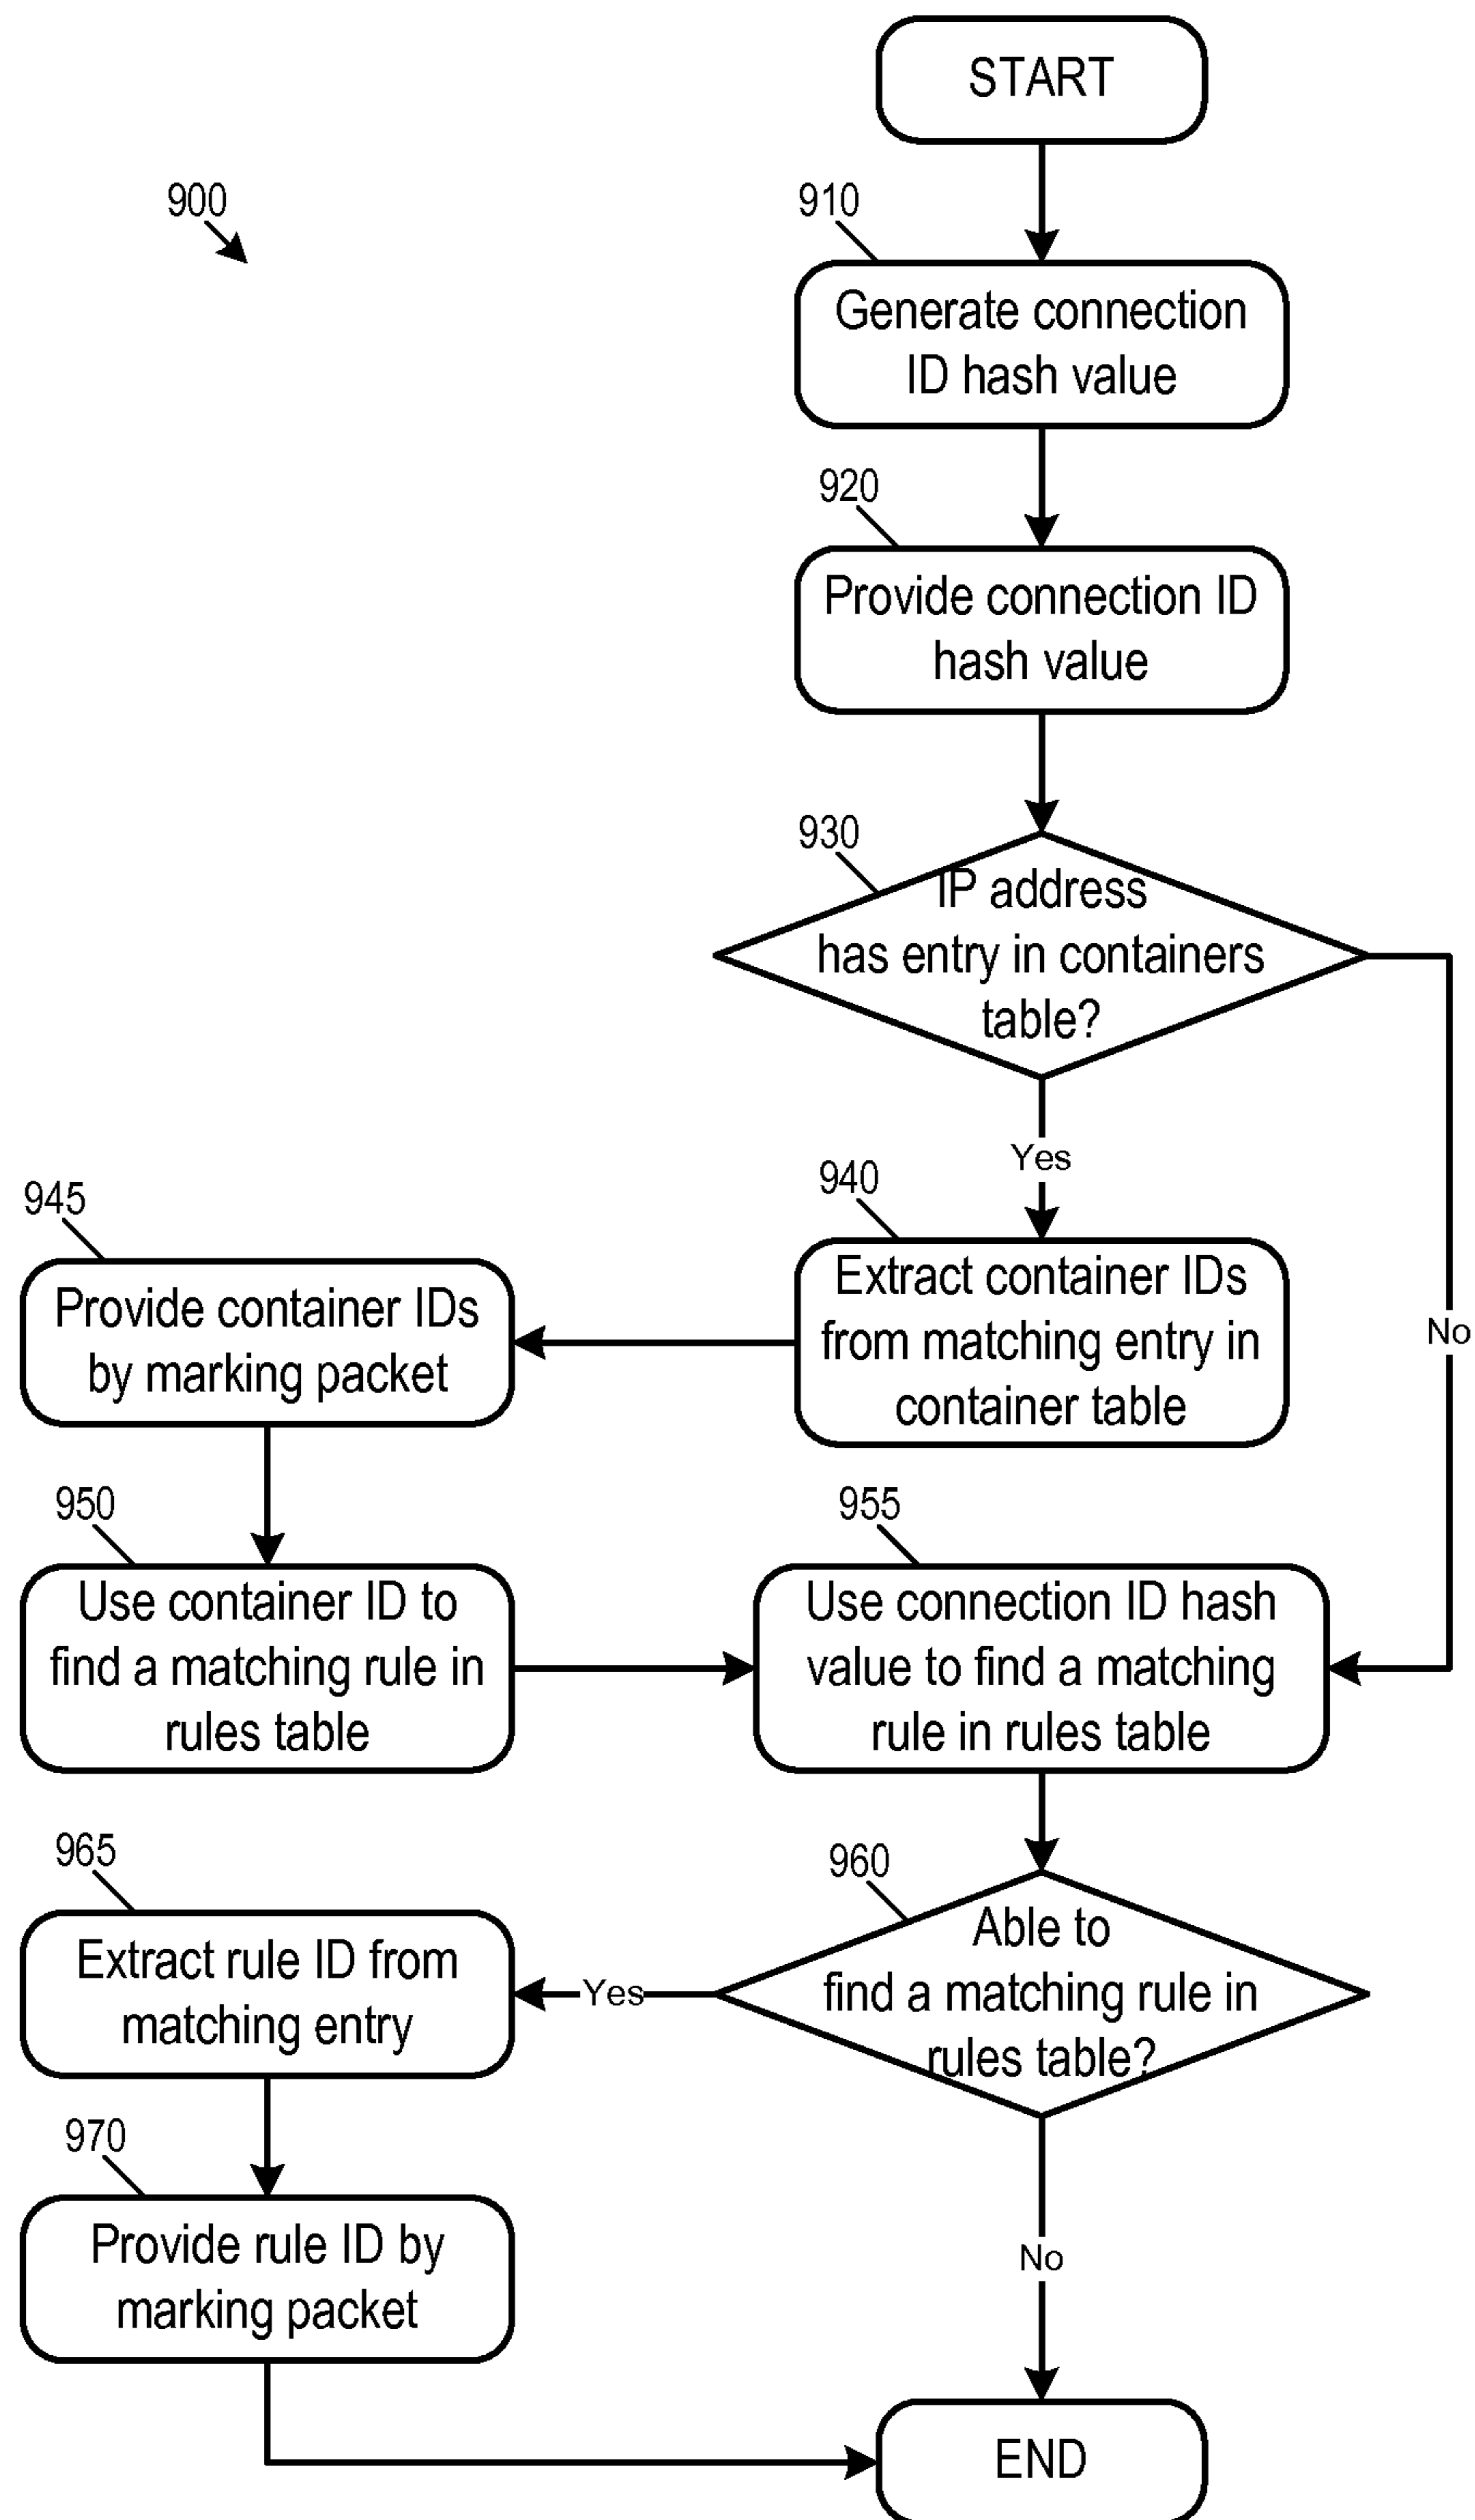 START
900
910
Generate connection
ID hash value
920
Provide connection ID
hash value
930
IP address
has entry in containers
table?
Yes
No
940
Extract container IDs
from matching entry in
container table
945
Provide container IDs
by marking packet
950
Use container ID to
find a matching rule in
rules table
955
Use connection ID hash
value to find a matching
rule in rules table
960
Able to
find a matching rule in
rules table?
Yes
965
Extract rule ID from
matching entry
970
Provide rule ID by
marking packet
No
END